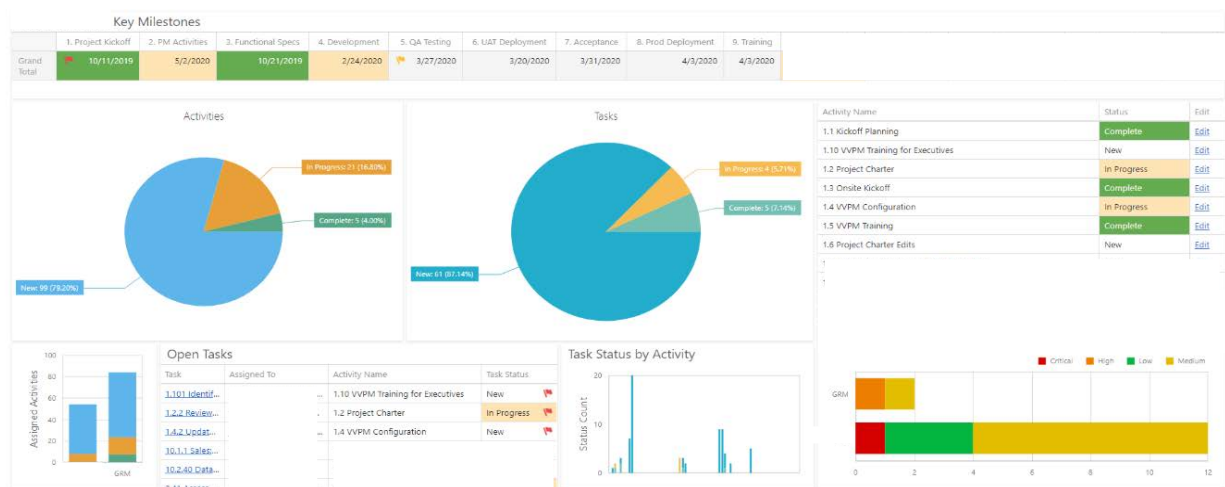 Key Milestones
1. Project Kickoff 2. PM Activities 3. Functional Specs 4. Development 5. QA Testing 6. UAT Deployment 7. Acceptance 8. Prod Deployment 9. Training
Grand Total 10/11/2019 5/2/2020 10/21/2019 2/24/2020 3/27/2020 3/20/2020 3/31/2020 4/3/2020 4/3/2020
Activities
In Progress: 21 (16.80%)
Complete: 5 (4.00%)
New: 99 (79.20%)
Tasks
In Progress: 4 (5.71%)
Complete: 5 (7.14%)
New: 61 (87.14%)
Activity Name Status Edit
1.1 Kickoff Planning Complete Edit
1.10 VVPM Training for Executives New Edit
1.2 Project Charter In Progress Edit
1.3 Onsite Kickoff Complete Edit
1.4 VVPM Configuration In Progress Edit
1.5 VVPM Training Complete Edit
1.6 Project Charter Edits New Edit
Assigned Activities
100
80
60
40
20
0
GRM
Open Tasks
Task Assigned To Activity Name Task Status
1.101 Identif... ... 1.10 VVPM Training for Executives New
1.2.2 Review... . 1.2 Project Charter In Progress
1.4.2 Updat... ... 1.4 VVPM Configuration New
10.1.1 Sales:...
10.2.40 Data...
Task Status by Activity
Status Count
20
10
0
Critical High Low Medium
GRM
0 2 4 6 8 10 12